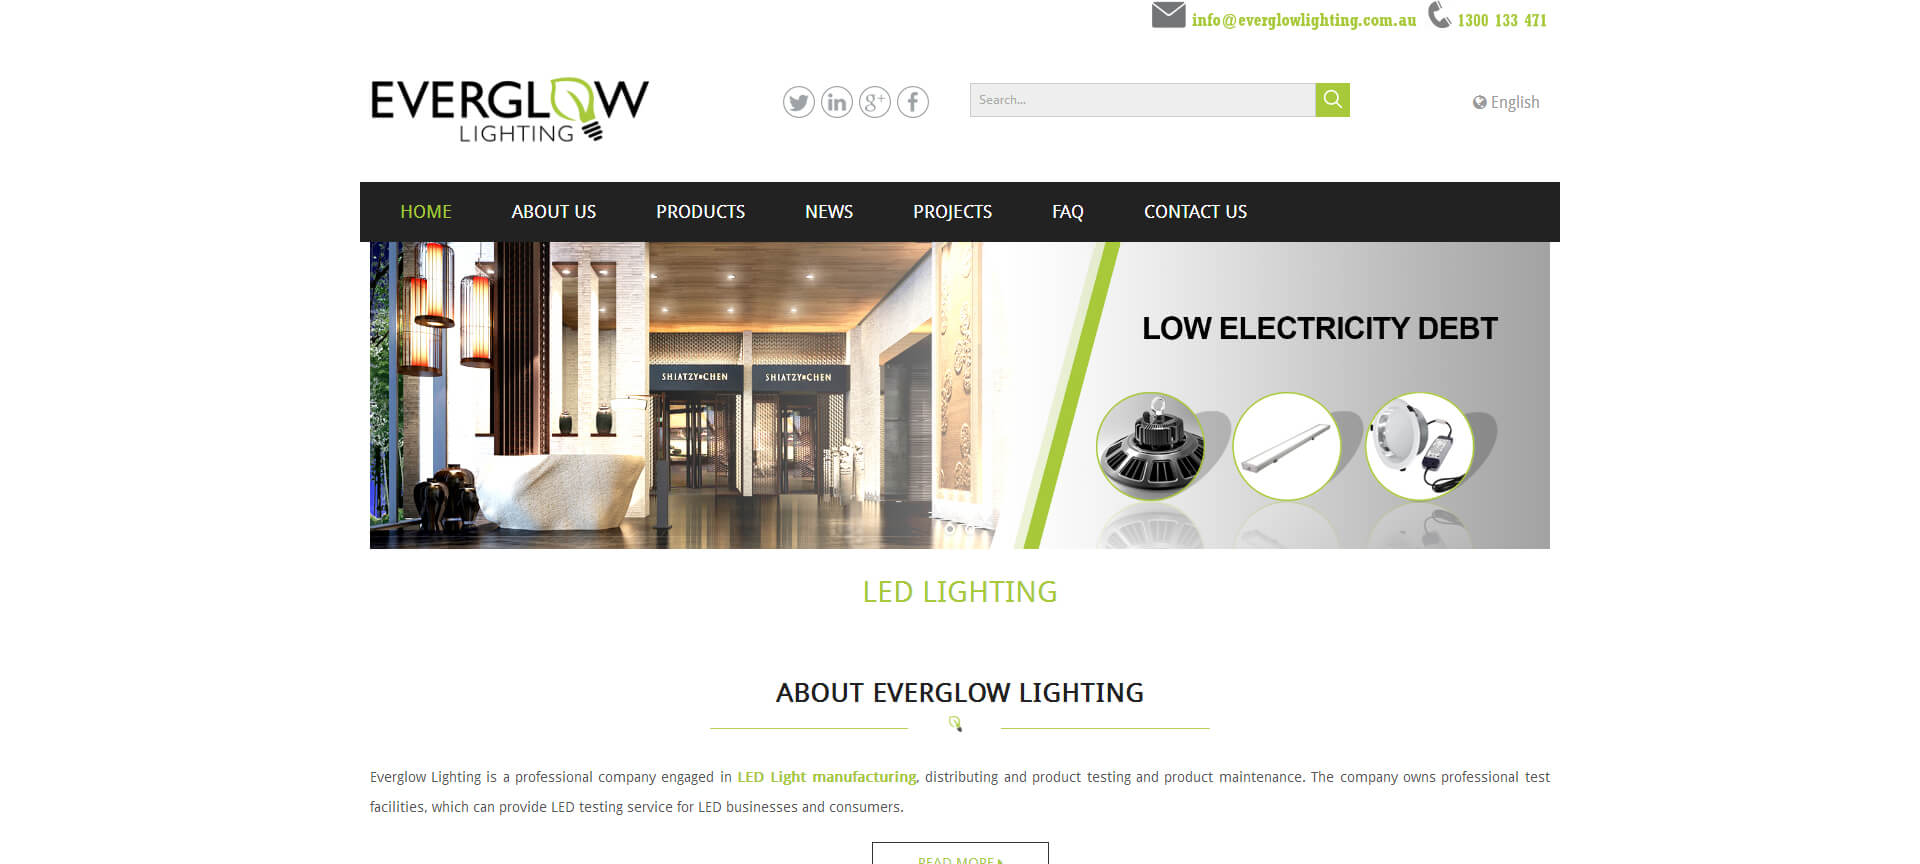 info@everglowlighting.com.au 1300 133 471
EVERGLOW
LIGHTING
Search...
English
HOME ABOUT US PRODUCTS NEWS PROJECTS FAQ CONTACT US
LOW ELECTRICITY DEBT
SHIATZY CHEN SHIATZY CHEN
LED LIGHTING
ABOUT EVERGLOW LIGHTING
Everglow Lighting is a professional company engaged in LED Light manufacturing, distributing and product testing and product maintenance. The company owns professional test
facilities, which can provide LED testing service for LED businesses and consumers.
READ MORE